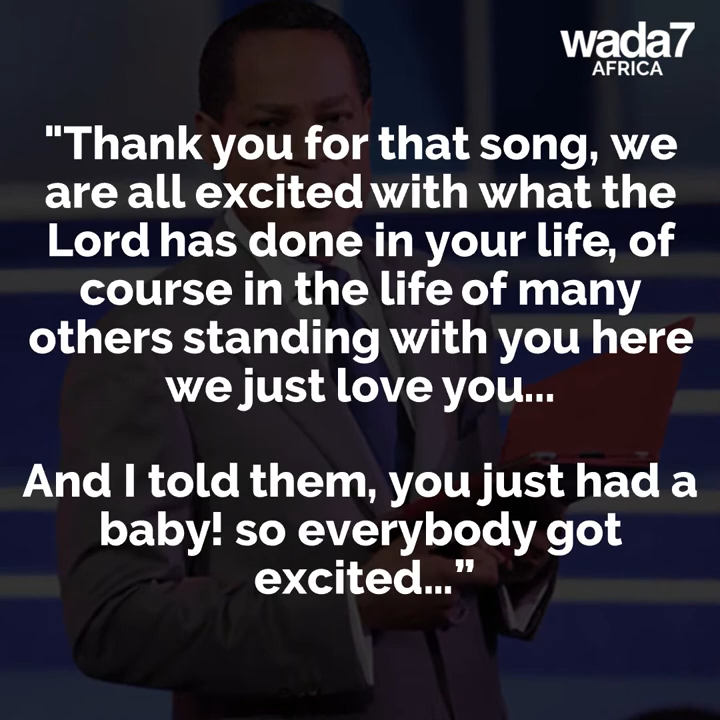 wada7
AFRICA
"Thank you for that song, we
are all excited with what the
Lord has done in your life, of
course in the life of many
others standing with you here
we just love you...
And I told them, you just had a
baby! so everybody got
excited...”